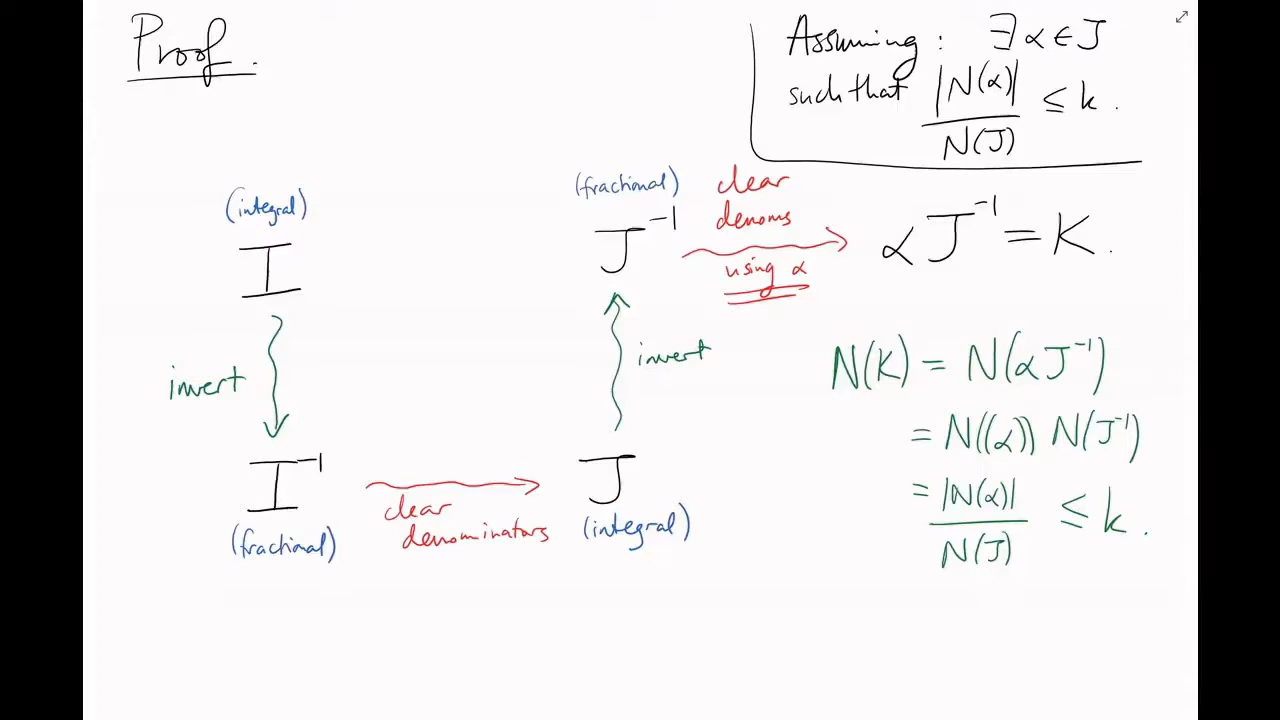 Proof.
Assuming: ∃ α ∈ J
such that |N(α)| / N(J) ≤ k.
(integral)
I
invert
I⁻¹
(fractional)
clear
denominators
J
(integral)
invert
(fractional)
J⁻¹
clear
denoms
using α
αJ⁻¹ = K.
N(K) = N(αJ⁻¹)
= N((α)) N(J⁻¹)
= |N(α)| / N(J) ≤ k.